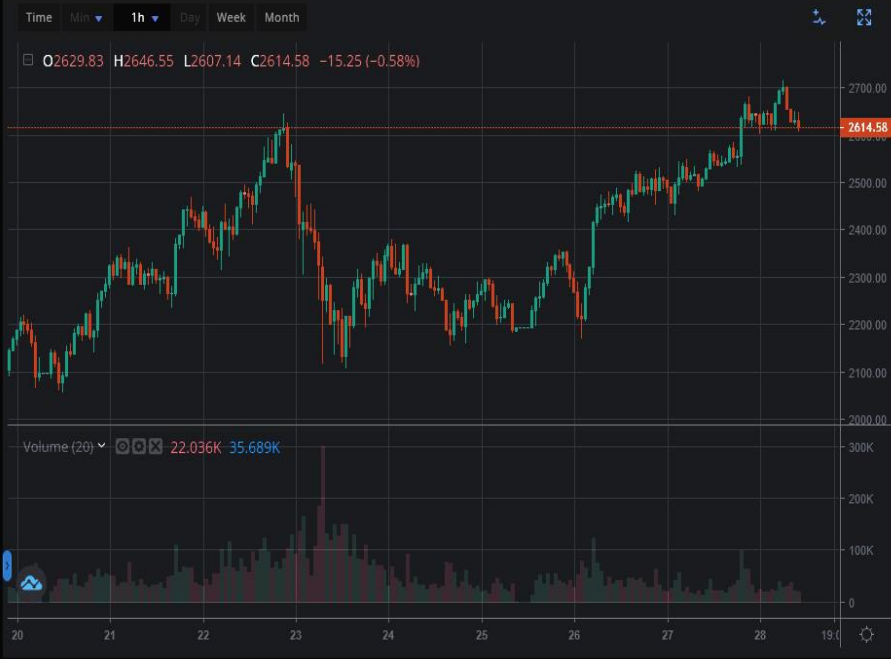 Time Min 1h Day Week Month
O2629.83 H2646.55 L2607.14 C2614.58 −15.25 (−0.58%)
2700.00
2614.58
2600.00
2500.00
2400.00
2300.00
2200.00
2100.00
2000.00
Volume (20) 22.036K 35.689K
300K
200K
100K
0
20 21 22 23 24 25 26 27 28 19:0